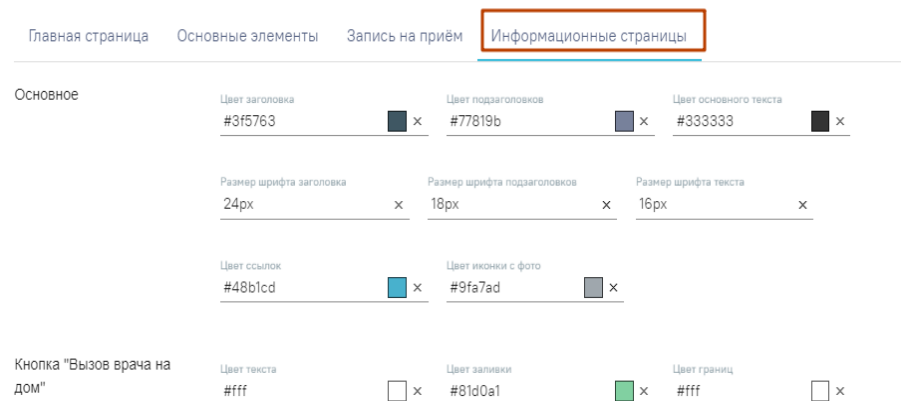 Главная страница Основные элементы Запись на приём Информационные страницы
Основное
Цвет заголовка Цвет подзаголовков Цвет основного текста
#3f5763 × #77819b × #333333 ×
Размер шрифта заголовка Размер шрифта подзаголовков Размер шрифта текста
24px × 18px × 16px ×
Цвет ссылок Цвет иконки с фото
#48b1cd × #9fa7ad ×
Кнопка "Вызов врача на
дом"
Цвет текста Цвет заливки Цвет границ
#fff × #81d0a1 × #fff ×